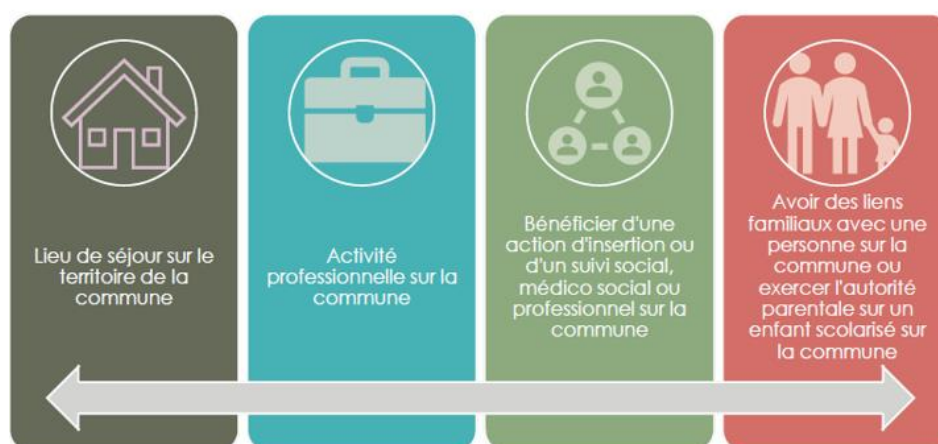 Lieu de séjour sur le
territoire de la
commune
Activité
professionnelle sur la
commune
Bénéficier d'une
action d'insertion ou
d'un suivi social,
médico social ou
professionnel sur la
commune
Avoir des liens
familiaux avec une
personne sur la
commune ou
exercer l'autorité
parentale sur un
enfant scolarisé sur
la commune